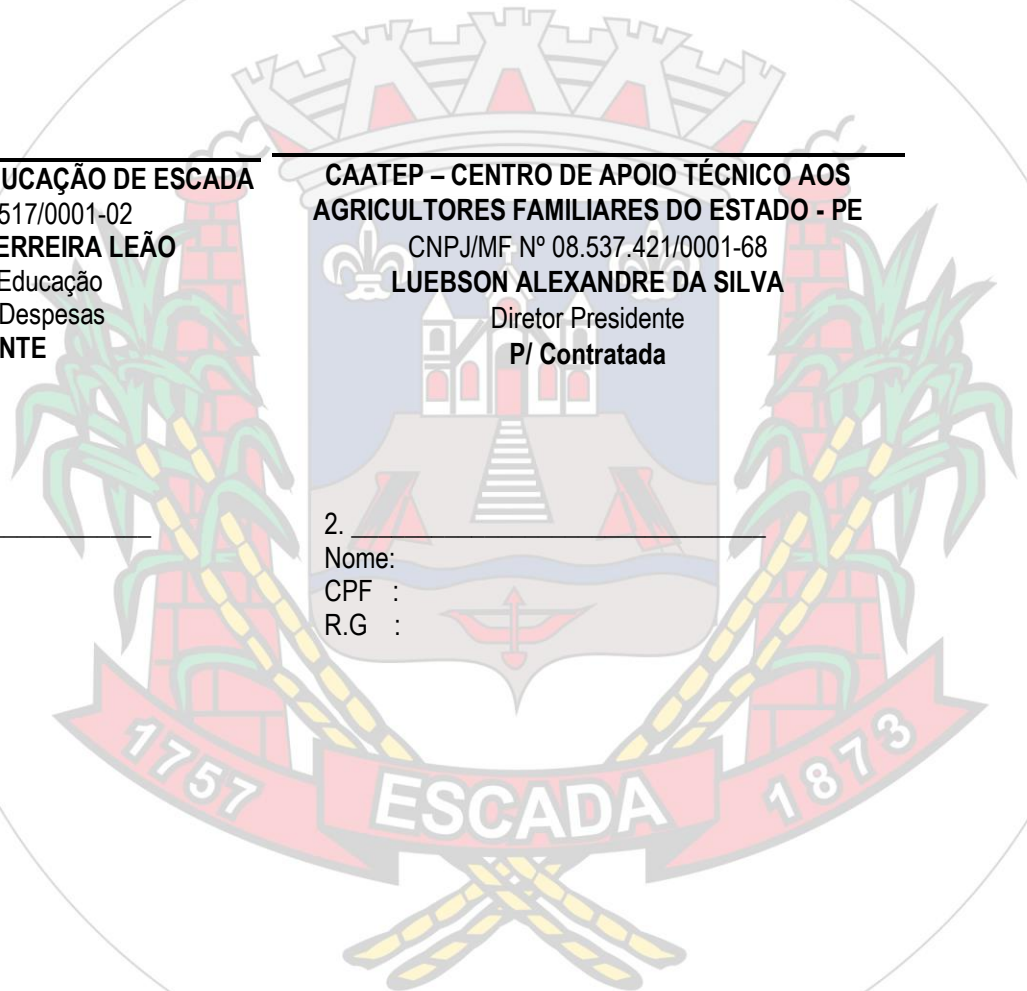 UCAÇÃO DE ESCADA
517/0001-02
ERREIRA LEÃO
Educação
Despesas
NTE
CAATEP – CENTRO DE APOIO TÉCNICO AOS
AGRICULTORES FAMILIARES DO ESTADO - PE
CNPJ/MF Nº 08.537.421/0001-68
LUEBSON ALEXANDRE DA SILVA
Diretor Presidente
P/ Contratada
2. ________________________________
Nome:
CPF :
R.G :
1757 ESCADA 1873